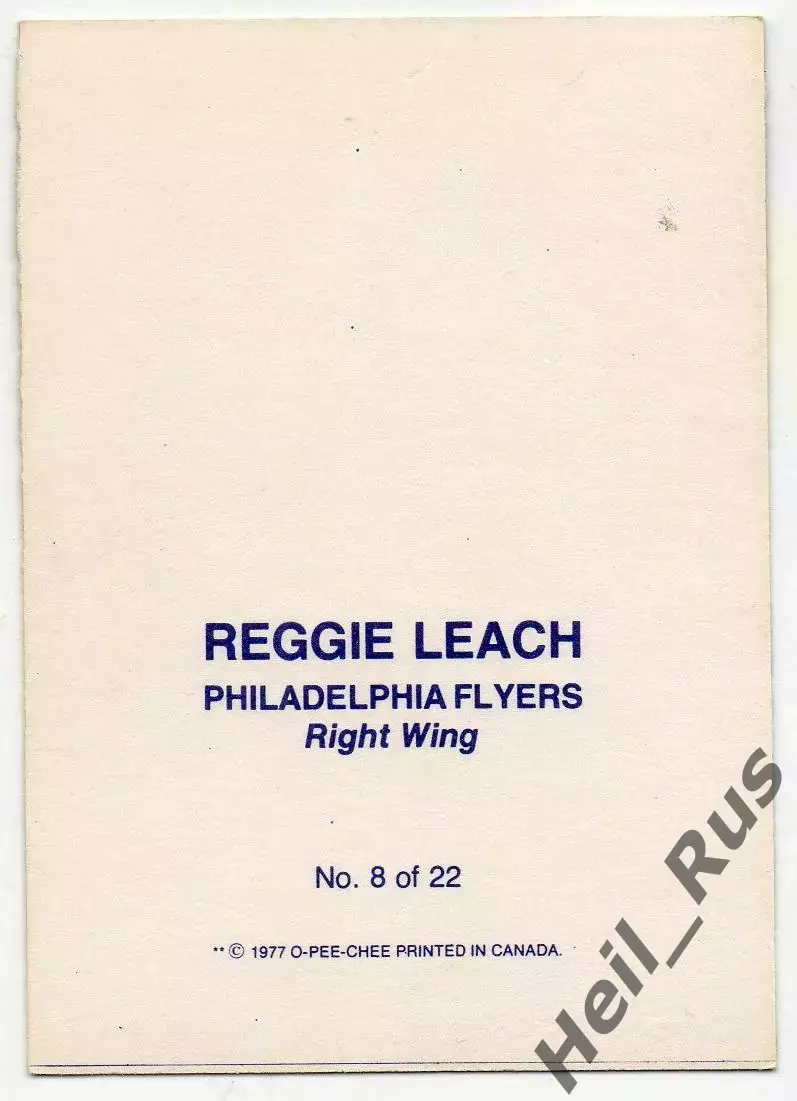 REGGIE LEACH
PHILADELPHIA FLYERS
Right Wing
No. 8 of 22
** © 1977 O-PEE-CHEE PRINTED IN CANADA.
Heil_Rus